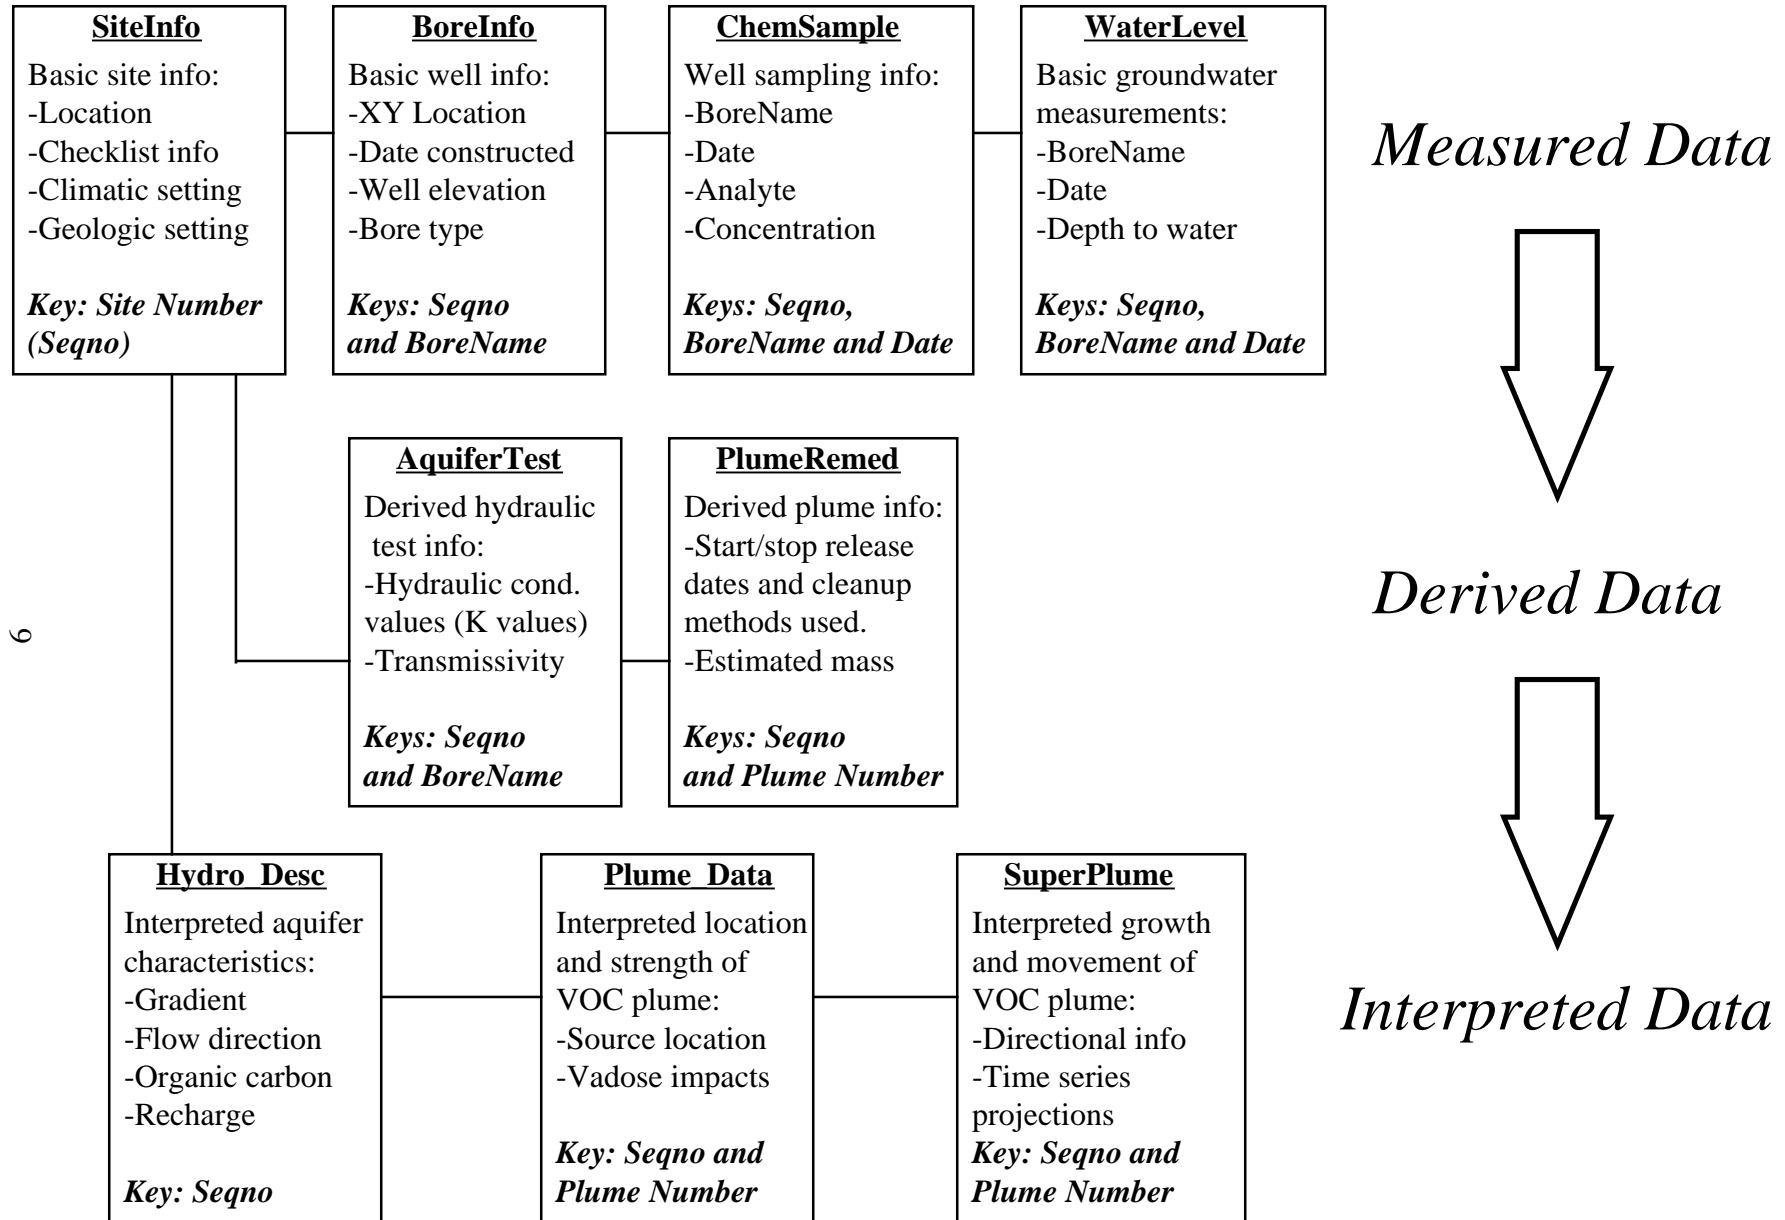 SiteInfo
Basic site info:
-Location
-Checklist info
-Climatic setting
-Geologic setting
Key: Site Number
(Seqno)
BoreInfo
Basic well info:
-XY Location
-Date constructed
-Well elevation
-Bore type
Keys: Seqno
and BoreName
ChemSample
Well sampling info:
-BoreName
-Date
-Analyte
-Concentration
Keys: Seqno,
BoreName and Date
WaterLevel
Basic groundwater
measurements:
-BoreName
-Date
-Depth to water
Keys: Seqno,
BoreName and Date
Measured Data
AquiferTest
Derived hydraulic
test info:
-Hydraulic cond.
values (K values)
-Transmissivity
Keys: Seqno
and BoreName
PlumeRemed
Derived plume info:
-Start/stop release
dates and cleanup
methods used.
-Estimated mass
Keys: Seqno
and Plume Number
Derived Data
9
Hydro_Desc
Interpreted aquifer
characteristics:
-Gradient
-Flow direction
-Organic carbon
-Recharge
Key: Seqno
Plume_Data
Interpreted location
and strength of
VOC plume:
-Source location
-Vadose impacts
Key: Seqno and
Plume Number
SuperPlume
Interpreted growth
and movement of
VOC plume:
-Directional info
-Time series
projections
Key: Seqno and
Plume Number
Interpreted Data